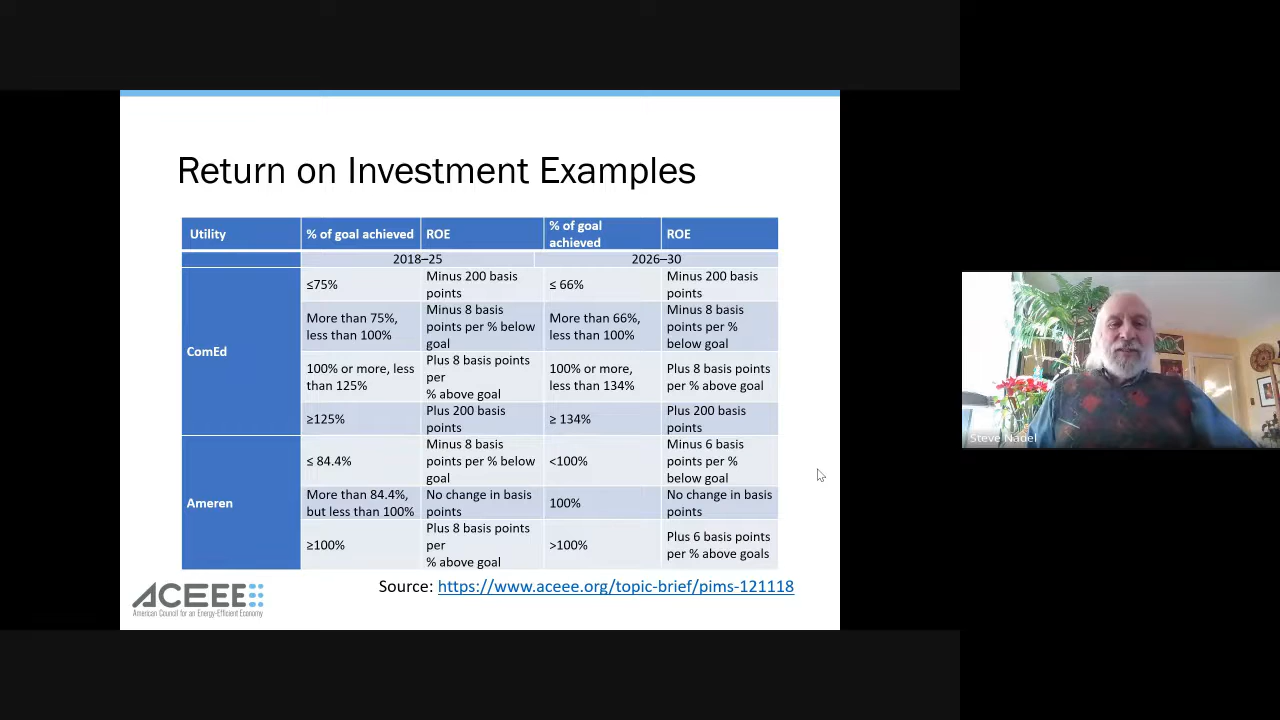 Return on Investment Examples
Utility
% of goal achieved
ROE
% of goal
achieved
ROE
2018–25
2026–30
ComEd
≤75%
Minus 200 basis
points
≤ 66%
Minus 200 basis
points
More than 75%,
less than 100%
Minus 8 basis
points per % below
goal
More than 66%,
less than 100%
Minus 8 basis
points per %
below goal
100% or more, less
than 125%
Plus 8 basis points
per
% above goal
100% or more,
less than 134%
Plus 8 basis points
per % above goal
≥125%
Plus 200 basis
points
≥ 134%
Plus 200 basis
points
Ameren
≤ 84.4%
Minus 8 basis
points per % below
goal
<100%
Minus 6 basis
points per %
below goal
More than 84.4%,
but less than 100%
No change in basis
points
100%
No change in basis
points
≥100%
Plus 8 basis points
per
% above goal
>100%
Plus 6 basis points
per % above goals
Source: https://www.aceee.org/topic-brief/pims-121118
ACEEE
American Council for an Energy-Efficient Economy
Steve Nadel